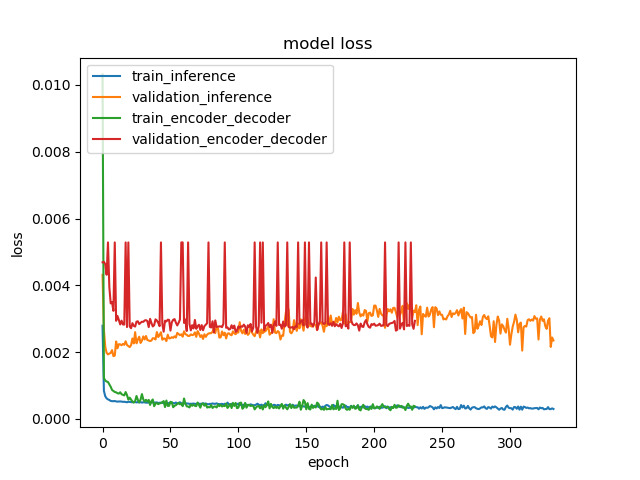 model loss
train_inference
validation_inference
train_encoder_decoder
validation_encoder_decoder
0.010
0.008
0.006
0.004
0.002
0.000
loss
0
50
100
150
200
250
300
epoch